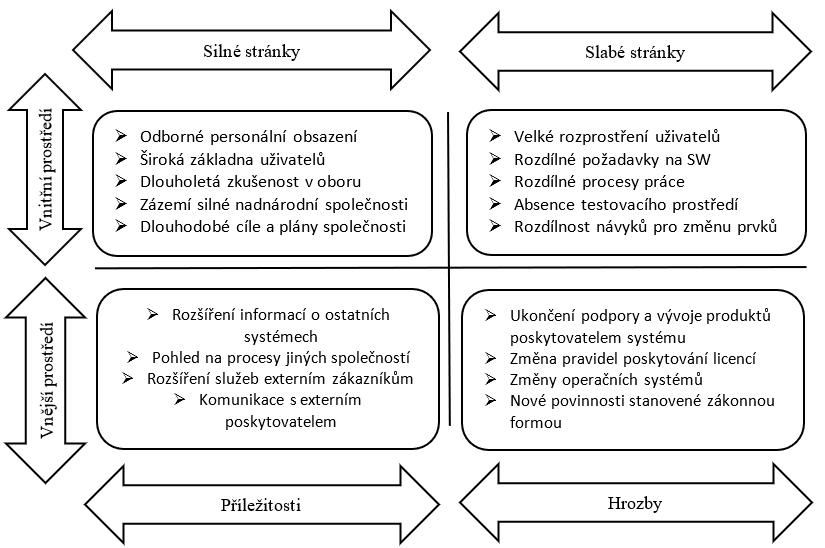 Silné stránky
Slabé stránky
Vnitřní prostředí
➢ Odborné personální obsazení
➢ Široká základna uživatelů
➢ Dlouholetá zkušenost v oboru
➢ Zázemí silné nadnárodní společnosti
➢ Dlouhodobé cíle a plány společnosti
➢ Velké rozprostření uživatelů
➢ Rozdílné požadavky na SW
➢ Rozdílné procesy práce
➢ Absence testovacího prostředí
➢ Rozdílnost návyků pro změnu prvků
Vnější prostředí
➢ Rozšíření informací o ostatních
systémech
➢ Pohled na procesy jiných společností
➢ Rozšíření služeb externím zákazníkům
➢ Komunikace s externím
poskytovatelem
➢ Ukončení podpory a vývoje produktů
poskytovatelem systému
➢ Změna pravidel poskytování licencí
➢ Změny operačních systémů
➢ Nové povinnosti stanovené zákonnou
formou
Příležitosti
Hrozby